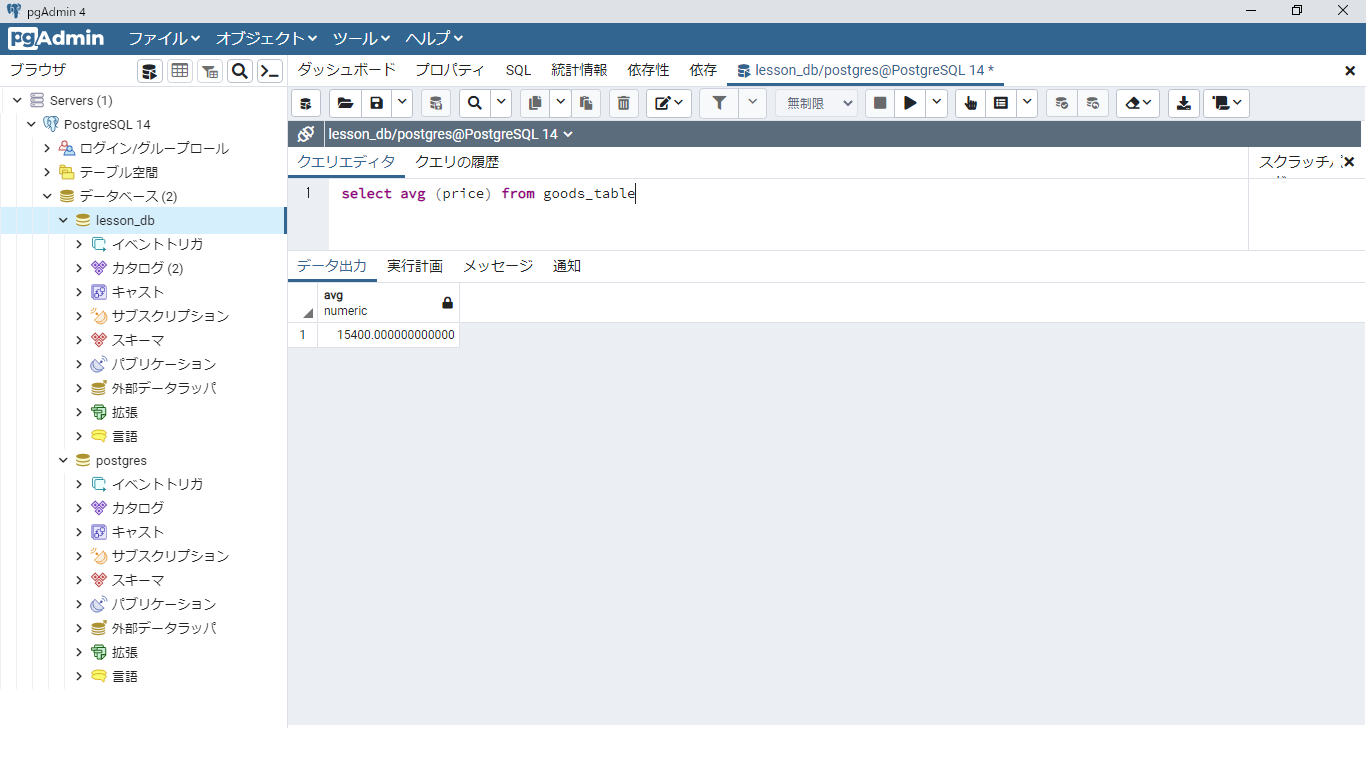 pgAdmin 4
pgAdmin ファイル オブジェクト ツール ヘルプ
ブラウザ
ダッシュボード プロパティ SQL 統計情報 依存性 依存 lesson_db/postgres@PostgreSQL 14 *
無制限
lesson_db/postgres@PostgreSQL 14
クエリエディタ クエリの履歴
スクラッチパ
1 select avg (price) from goods_table
データ出力 実行計画 メッセージ 通知
avg
numeric
1 15400.000000000000
Servers (1)
PostgreSQL 14
ログイン/グループロール
テーブル空間
データベース (2)
lesson_db
イベントトリガ
カタログ (2)
キャスト
サブスクリプション
スキーマ
パブリケーション
外部データラッパ
拡張
言語
postgres
イベントトリガ
カタログ
キャスト
サブスクリプション
スキーマ
パブリケーション
外部データラッパ
拡張
言語